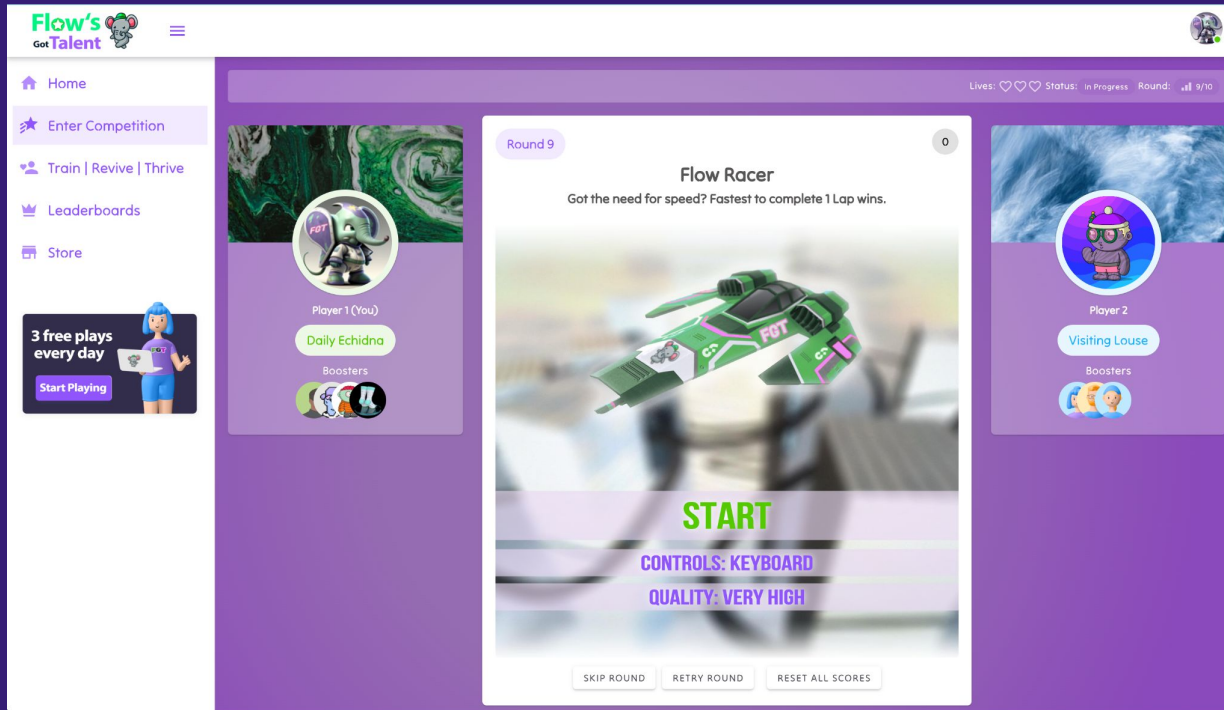 Flow's
Got Talent
Home
Enter Competition
Train | Revive | Thrive
Leaderboards
Store
3 free plays
every day
Start Playing
FGT
Lives: Status: In Progress Round: 9/10
FGT
Player 1 (You)
Daily Echidna
Boosters
Round 9
0
Flow Racer
Got the need for speed? Fastest to complete 1 Lap wins.
FGT
START
CONTROLS: KEYBOARD
QUALITY: VERY HIGH
SKIP ROUND
RETRY ROUND
RESET ALL SCORES
Player 2
Visiting Louse
Boosters